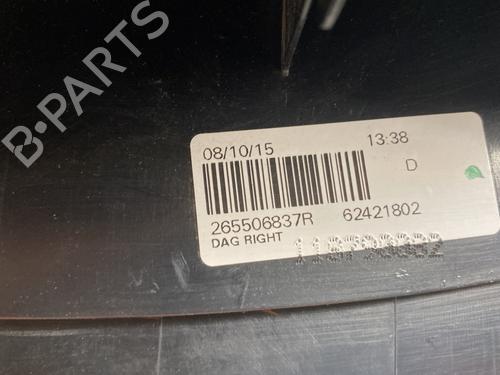 B-PARTS
08/10/15 13:38
D
265506837R 62421802
DAG RIGHT